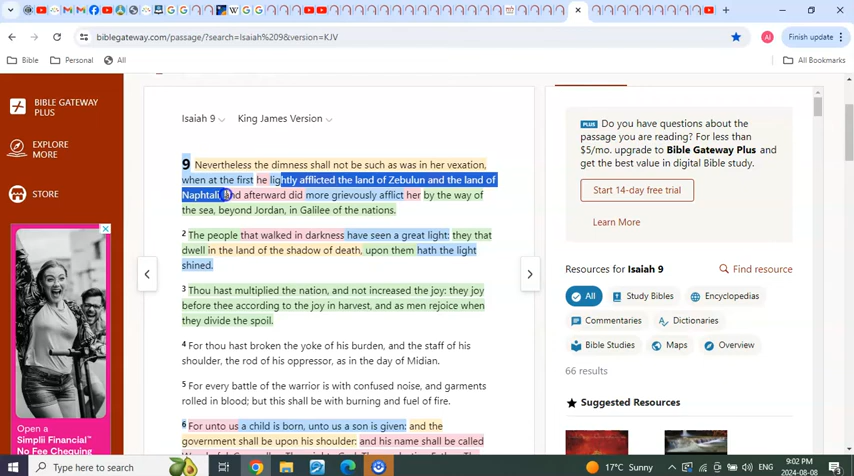 biblegateway.com/passage/?search=Isaiah%209&version=KJV
Finish update
Bible
Personal
All
All Bookmarks
BIBLE GATEWAY
PLUS
EXPLORE
MORE
STORE
Open a
Simplii Financial™
No Fee Chequing
Isaiah 9
King James Version
9 Nevertheless the dimness shall not be such as was in her vexation,
when at the first he lightly afflicted the land of Zebulun and the land of
Naphtali, and afterward did more grievously afflict her by the way of
the sea, beyond Jordan, in Galilee of the nations.
2 The people that walked in darkness have seen a great light: they that
dwell in the land of the shadow of death, upon them hath the light
shined.
3 Thou hast multiplied the nation, and not increased the joy: they joy
before thee according to the joy in harvest, and as men rejoice when
they divide the spoil.
4 For thou hast broken the yoke of his burden, and the staff of his
shoulder, the rod of his oppressor, as in the day of Midian.
5 For every battle of the warrior is with confused noise, and garments
rolled in blood; but this shall be with burning and fuel of fire.
6 For unto us a child is born, unto us a son is given: and the
government shall be upon his shoulder: and his name shall be called
PLUS Do you have questions about the
passage you are reading? For less than
$5/mo. upgrade to Bible Gateway Plus and
get the best value in digital Bible study.
Start 14-day free trial
Learn More
Resources for Isaiah 9
Find resource
All
Study Bibles
Encyclopedias
Commentaries
Dictionaries
Bible Studies
Maps
Overview
66 results
Suggested Resources
Type here to search
17°C Sunny
ENG
9:02 PM
2024-08-08